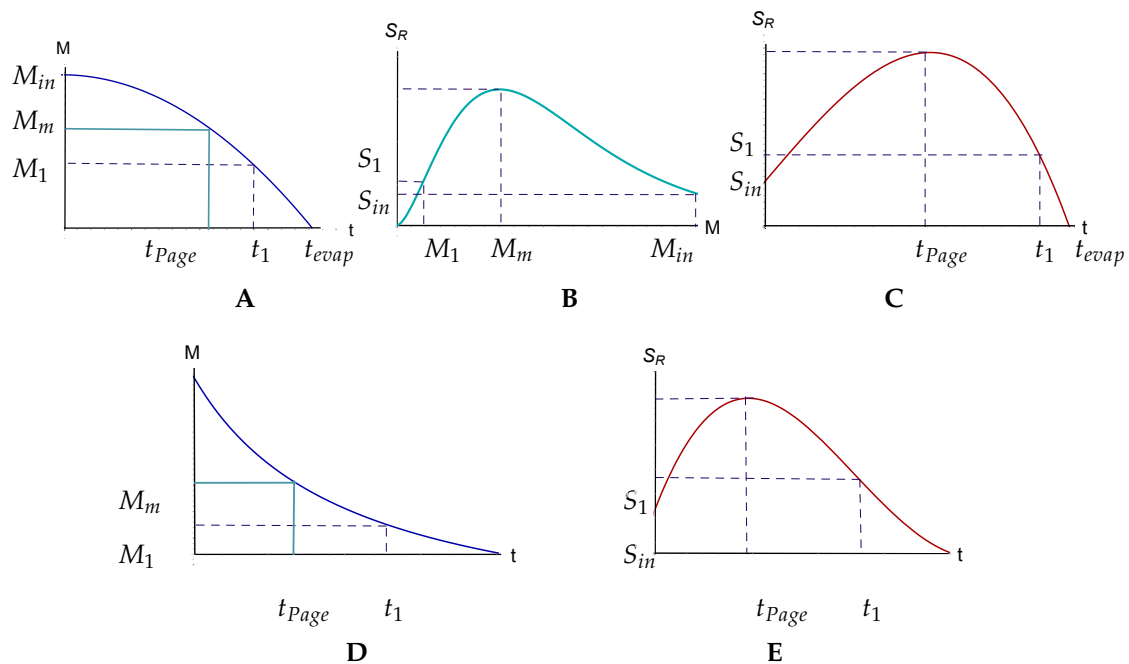 M
M_in
M_m
M_1
t_Page t_1 t_evap
t
A
S_R
S_1
S_in
M_1 M_m M_in
M
B
S_R
S_1
S_in
t_Page t_1 t_evap
t
C
M
M_m
M_1
t
t_Page t_1
D
S_R
S_1
S_in
t
t_Page t_1
E